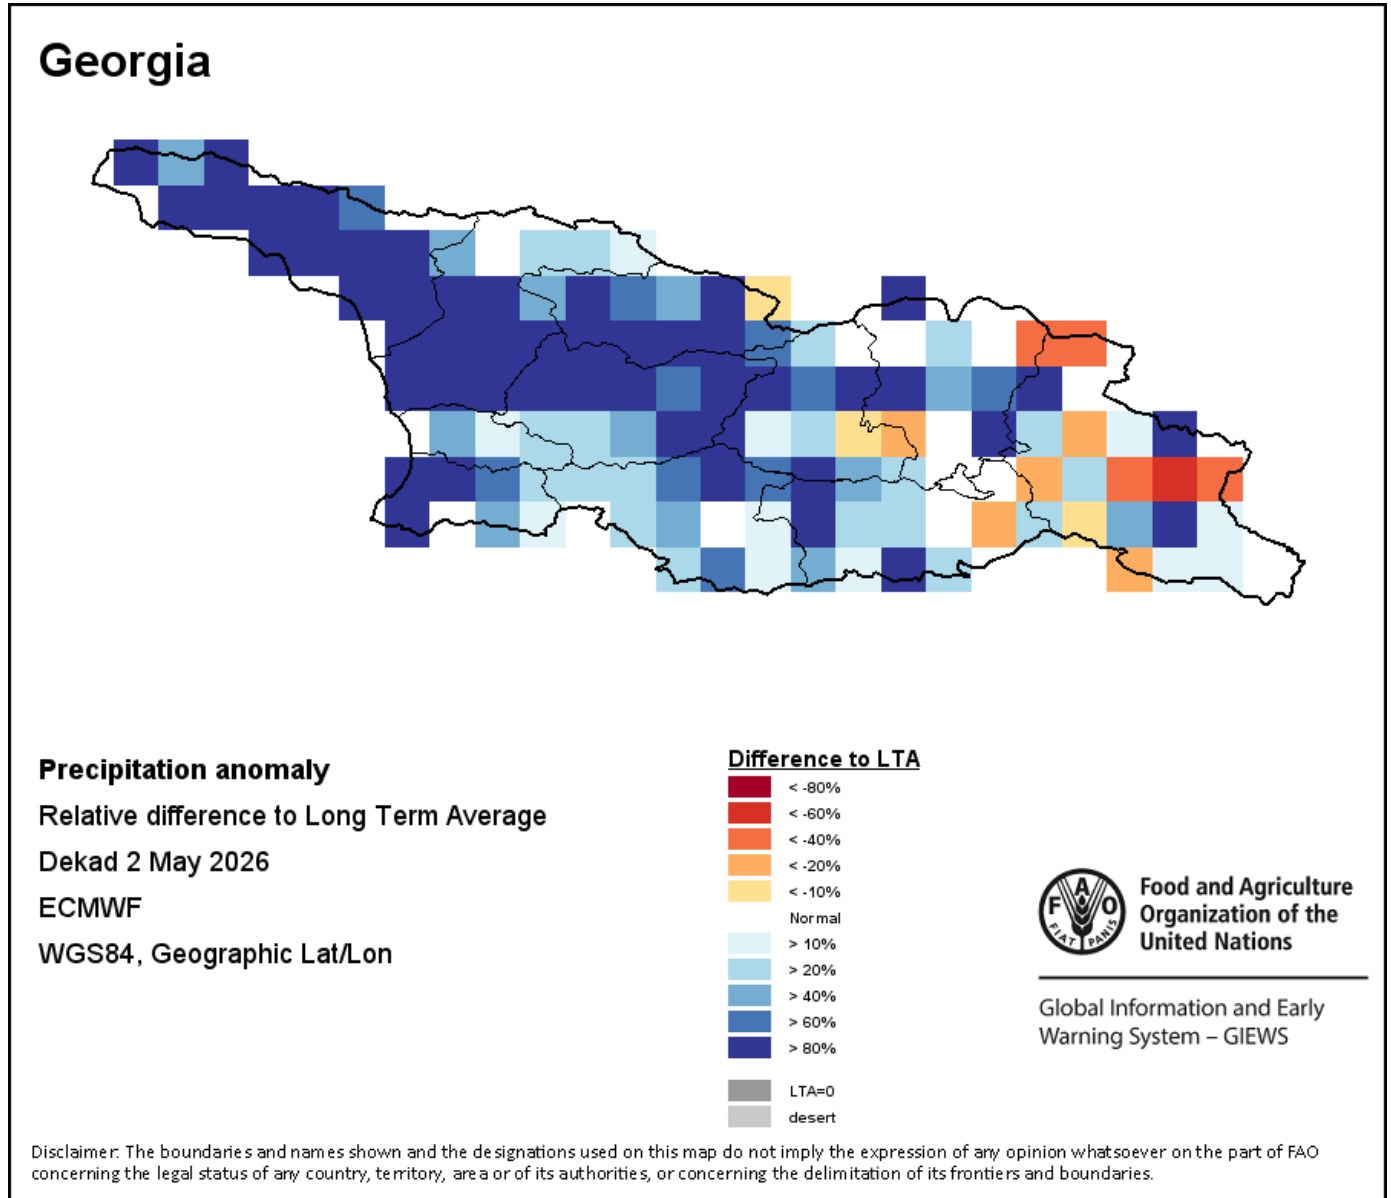 Georgia
Precipitation anomaly
Relative difference to Long Term Average
Dekad 2 May 2026
ECMWF
WGS84, Geographic Lat/Lon
Difference to LTA
< -80%
< -60%
< -40%
< -20%
< -10%
Normal
> 10%
> 20%
> 40%
> 60%
> 80%
LTA=0
desert
F A O
FIAT PANIS
Food and Agriculture
Organization of the
United Nations
Global Information and Early
Warning System – GIEWS
Disclaimer: The boundaries and names shown and the designations used on this map do not imply the expression of any opinion whatsoever on the part of FAO
concerning the legal status of any country, territory, area or of its authorities, or concerning the delimitation of its frontiers and boundaries.